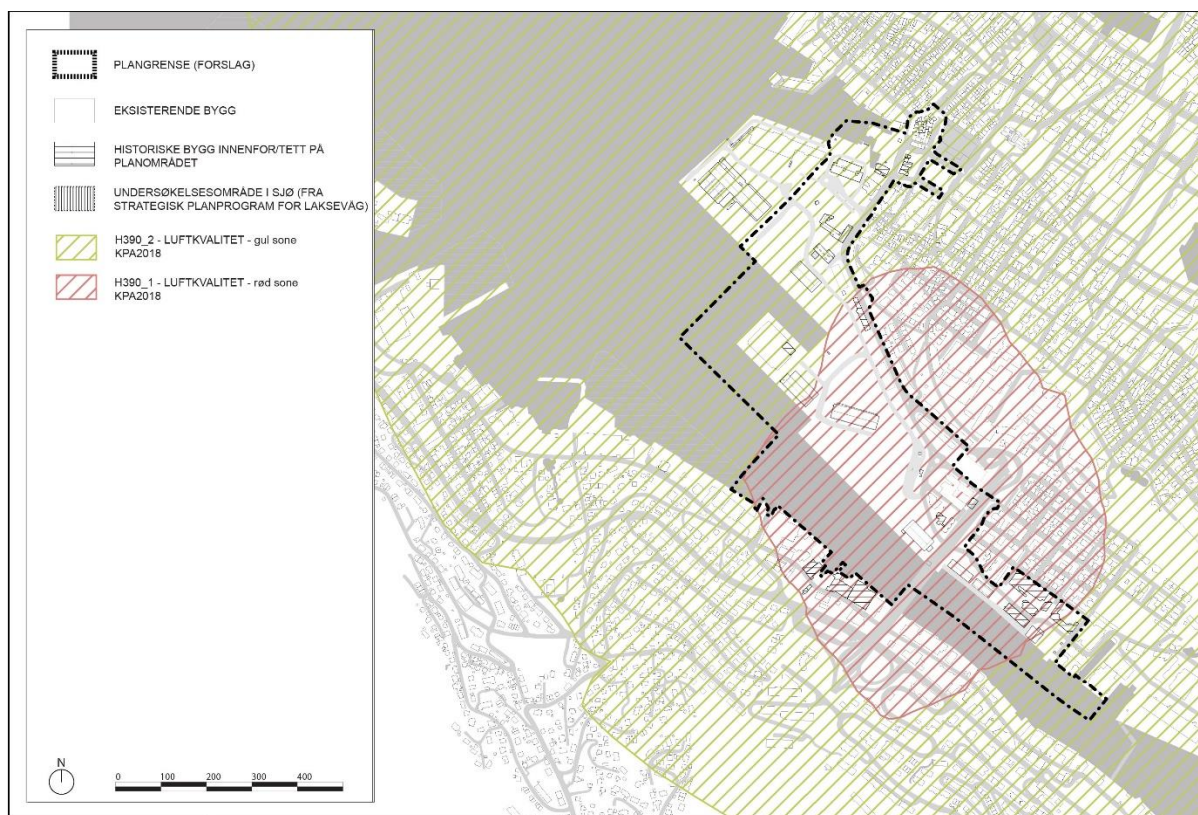 PLANGRENSE (FORSLAG)
EKSISTERENDE BYGG
HISTORISKE BYGG INNENFOR/TETT PÅ
PLANOMRÅDET
UNDERSØKELSESOMRÅDE I SJØ (FRA
STRATEGISK PLANPROGRAM FOR LAKSEVÅG)
H390_2 - LUFTKVALITET - gul sone
KPA2018
H390_1 - LUFTKVALITET - rød sone
KPA2018
N
0 100 200 300 400